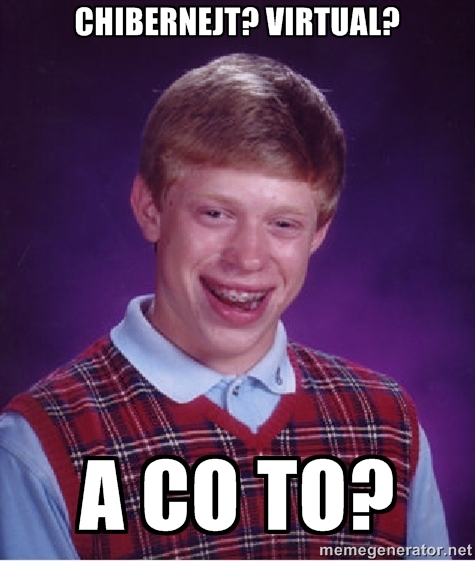 CHIBERNEJT? VIRTUAL?
A CO TO?
memegenerator.net